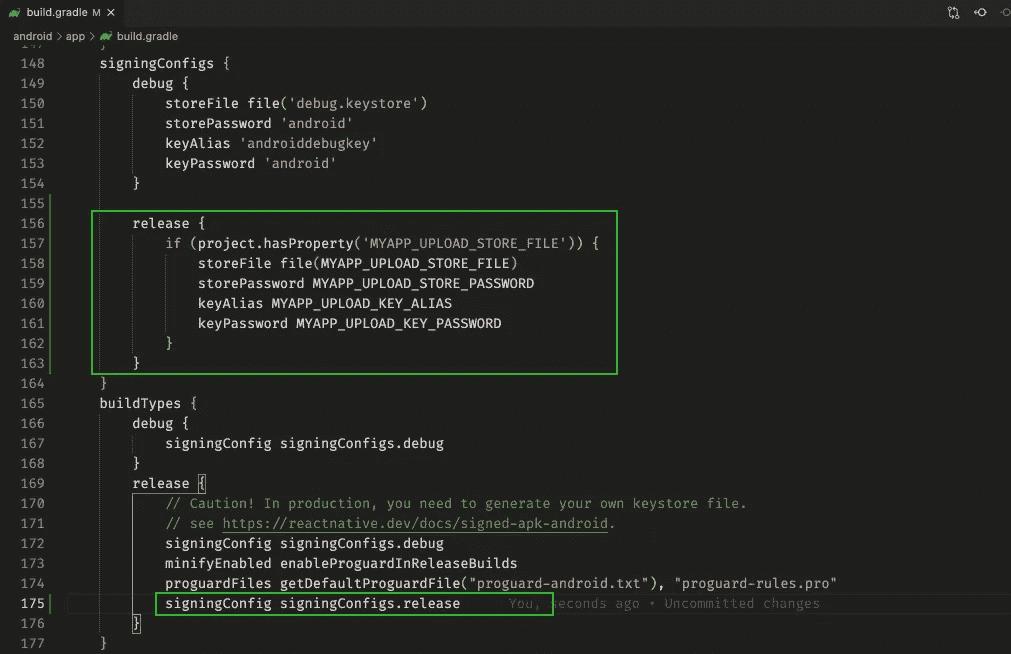 build.gradle M ×
android > app > build.gradle
147 }
148 signingConfigs {
149 debug {
150 storeFile file('debug.keystore')
151 storePassword 'android'
152 keyAlias 'androiddebugkey'
153 keyPassword 'android'
154 }
155
156 release {
157 if (project.hasProperty('MYAPP_UPLOAD_STORE_FILE')) {
158 storeFile file(MYAPP_UPLOAD_STORE_FILE)
159 storePassword MYAPP_UPLOAD_STORE_PASSWORD
160 keyAlias MYAPP_UPLOAD_KEY_ALIAS
161 keyPassword MYAPP_UPLOAD_KEY_PASSWORD
162 }
163 }
164 }
165 buildTypes {
166 debug {
167 signingConfig signingConfigs.debug
168 }
169 release {
170 // Caution! In production, you need to generate your own keystore file.
171 // see https://reactnative.dev/docs/signed-apk-android.
172 signingConfig signingConfigs.debug
173 minifyEnabled enableProguardInReleaseBuilds
174 proguardFiles getDefaultProguardFile("proguard-android.txt"), "proguard-rules.pro"
175 signingConfig signingConfigs.release You, seconds ago • Uncommitted changes
176 }
177 }